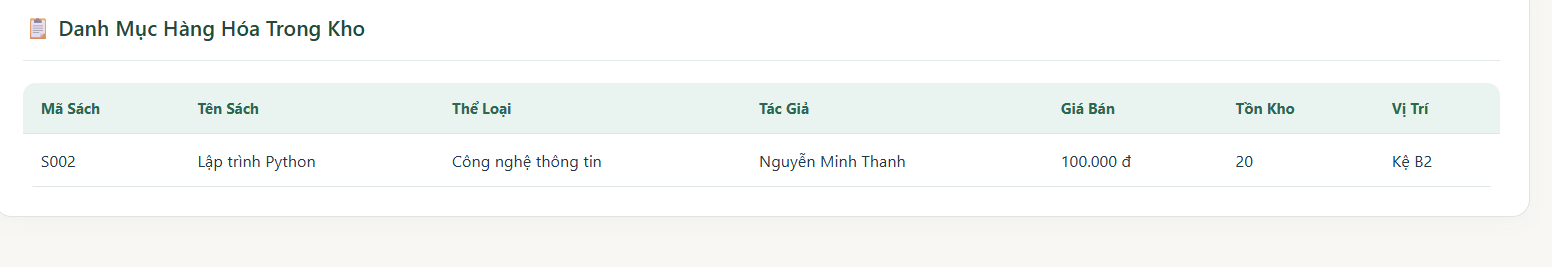 📋 Danh Mục Hàng Hóa Trong Kho
Mã Sách Tên Sách Thể Loại Tác Giả Giá Bán Tồn Kho Vị Trí
S002 Lập trình Python Công nghệ thông tin Nguyễn Minh Thanh 100.000 đ 20 Kệ B2